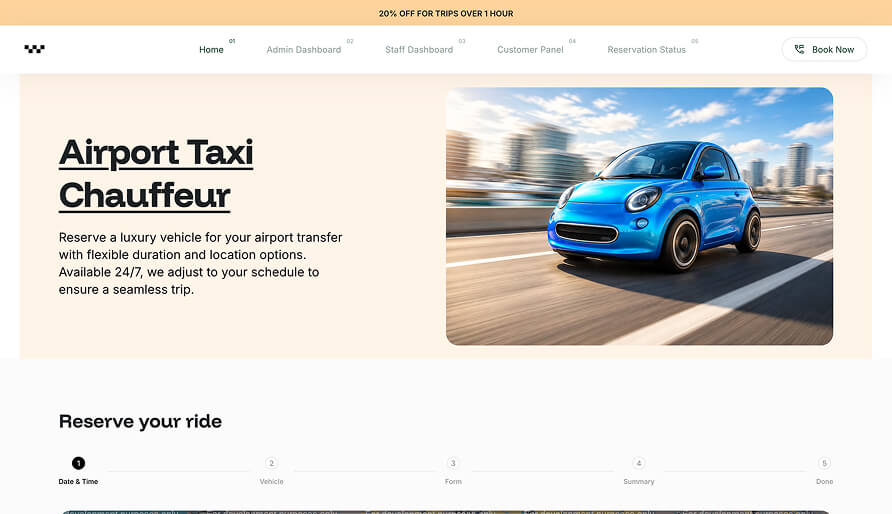 20% OFF FOR TRIPS OVER 1 HOUR
Home 01 Admin Dashboard 02 Staff Dashboard 03 Customer Panel 04 Reservation Status 05 Book Now
Airport Taxi
Chauffeur
Reserve a luxury vehicle for your airport transfer
with flexible duration and location options.
Available 24/7, we adjust to your schedule to
ensure a seamless trip.
Reserve your ride
1 2 3 4 5
Date & Time Vehicle Form Summary Done